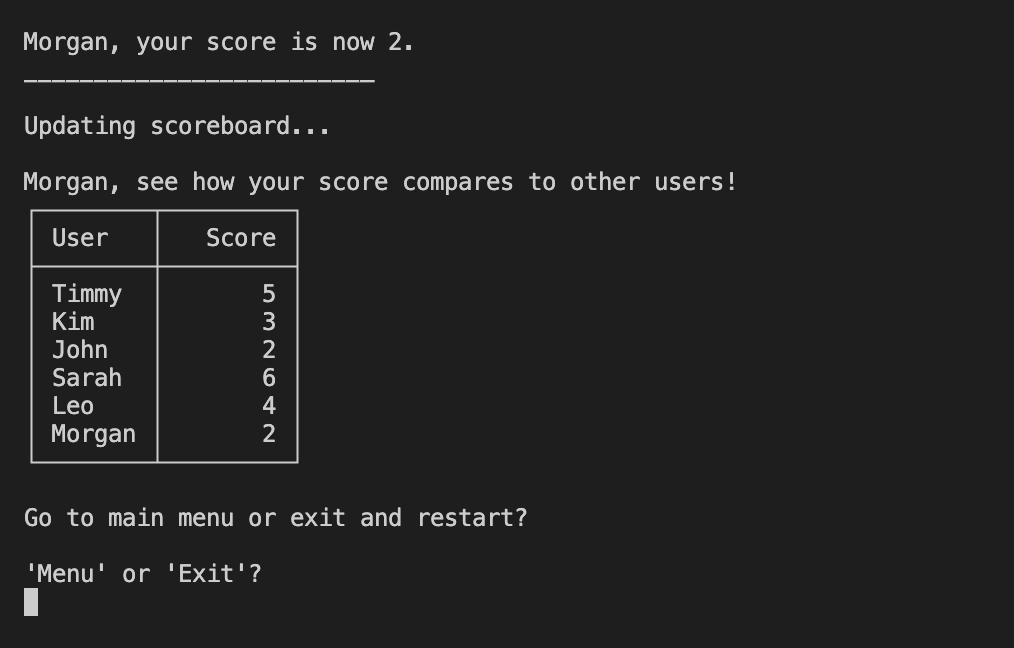 Morgan, your score is now 2.
_________________________
Updating scoreboard...
Morgan, see how your score compares to other users!
User Score
Timmy 5
Kim 3
John 2
Sarah 6
Leo 4
Morgan 2
Go to main menu or exit and restart?
'Menu' or 'Exit'?